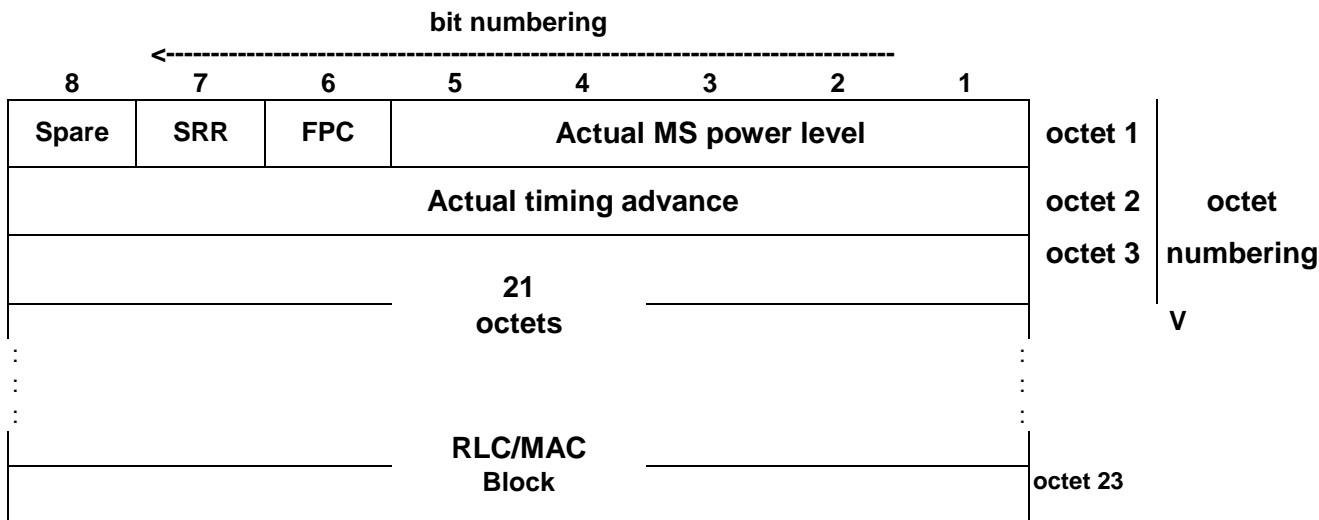 bit numbering
<---------------------------------------------------------------------------------
8 7 6 5 4 3 2 1
Spare SRR FPC Actual MS power level octet 1
Actual timing advance octet 2 octet
octet 3 numbering
21
octets V
: :
: :
: :
RLC/MAC
Block octet 23